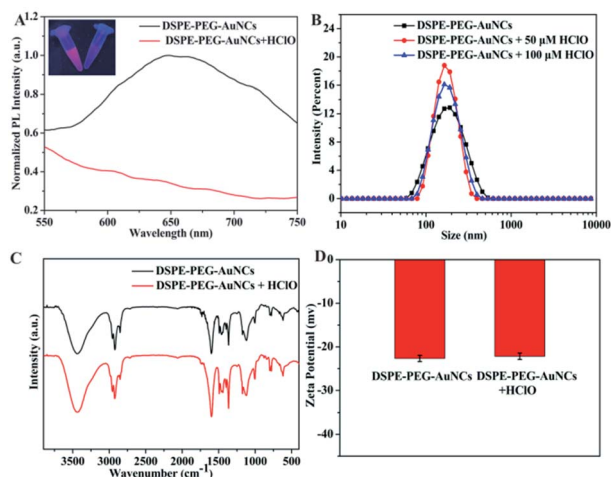 A
DSPE-PEG-AuNCs
DSPE-PEG-AuNCs+HClO
Normalized PL Intensity (a.u.)
1.2
1.0
0.8
0.6
0.4
0.2
550
600
650
700
750
Wavelength (nm)
B
DSPE-PEG-AuNCs
DSPE-PEG-AuNCs + 50 μM HClO
DSPE-PEG-AuNCs + 100 μM HClO
Intensity (Percent)
24
20
16
12
8
4
0
10
100
1000
10000
Size (nm)
C
DSPE-PEG-AuNCs
DSPE-PEG-AuNCs + HClO
Intensity (a.u.)
3500
3000
2500
2000
1500
1000
500
Wavenumber (cm-1)
D
Zeta Potential (mv)
0
-10
-20
-30
-40
DSPE-PEG-AuNCs
DSPE-PEG-AuNCs
+HClO